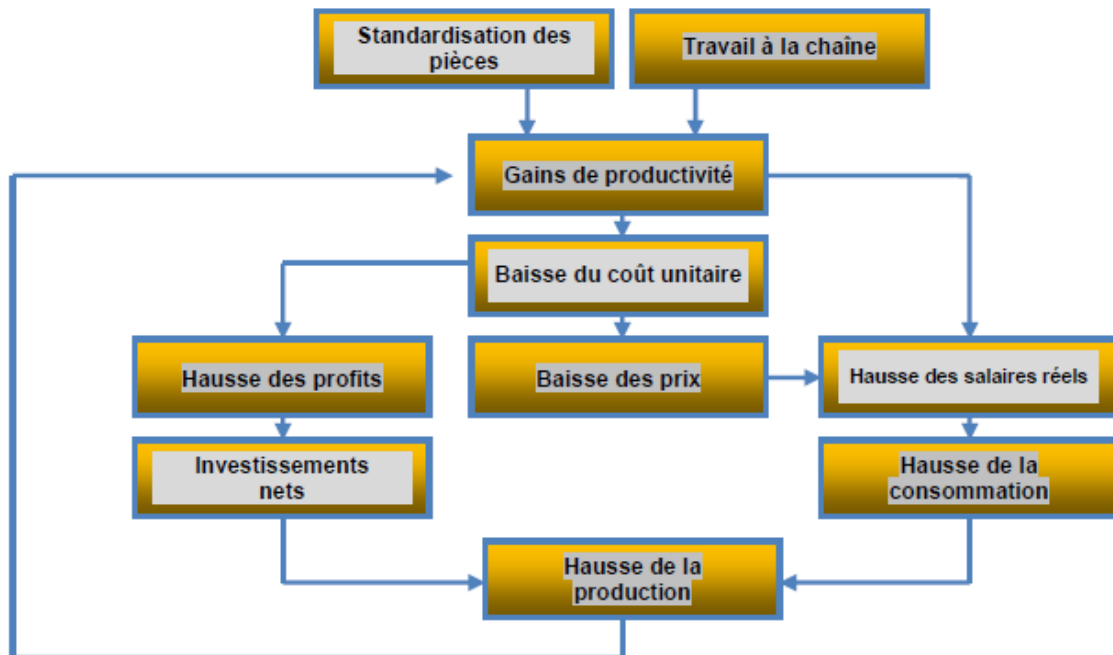 Standardisation des
pièces
Travail à la chaîne
Gains de productivité
Baisse du coût unitaire
Hausse des profits
Baisse des prix
Hausse des salaires réels
Investissements
nets
Hausse de la
consommation
Hausse de la
production